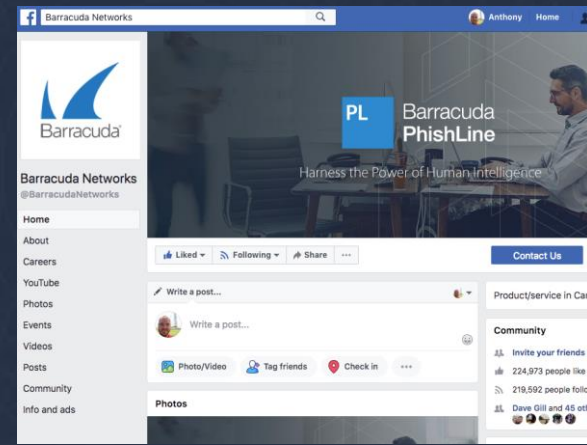 Barracuda Networks
Anthony Home
Barracuda
Barracuda Networks
@BarracudaNetworks
Home
About
Careers
YouTube
Photos
Events
Videos
Posts
Community
Info and ads
PL Barracuda
PhishLine
Harness the Power of Human Intelligence
Liked Following Share ...
Contact Us
Write a post...
Write a post...
Photo/Video Tag friends Check in ...
Photos
Product/service in
Community
Invite your friends
224,973 people like
219,592 people
Dave Gill and 45